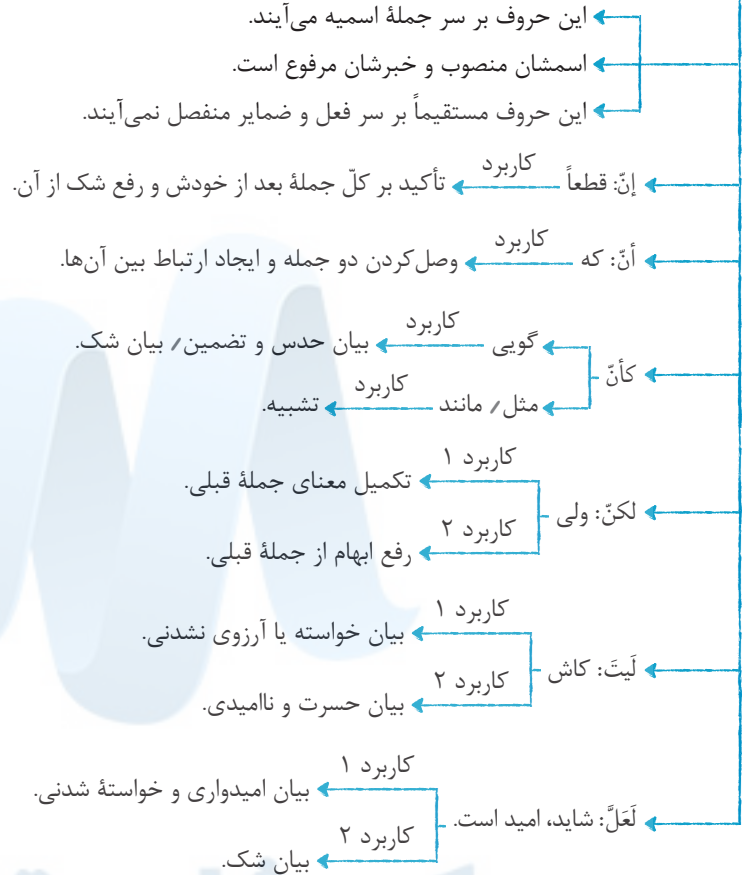 این حروف بر سر جملهٔ اسمیه می‌آیند.
اسمشان منصوب و خبرشان مرفوع است.
این حروف مستقیماً بر سر فعل و ضمایر منفصل نمی‌آیند.
إنّ: قطعاً کاربرد تأکید بر کلّ جملهٔ بعد از خودش و رفع شک از آن.
أنّ: که کاربرد وصل‌کردن دو جمله و ایجاد ارتباط بین آن‌ها.
کأنّ
گویی کاربرد بیان حدس و تضمین/ بیان شک.
مثل/ مانند کاربرد تشبیه.
لکنّ: ولی
کاربرد ۱ تکمیل معنای جملهٔ قبلی.
کاربرد ۲ رفع ابهام از جملهٔ قبلی.
لَیتَ: کاش
کاربرد ۱ بیان خواسته یا آرزوی نشدنی.
کاربرد ۲ بیان حسرت و ناامیدی.
لَعَلَّ: شاید، امید است.
کاربرد ۱ بیان امیدواری و خواستهٔ شدنی.
کاربرد ۲ بیان شک.